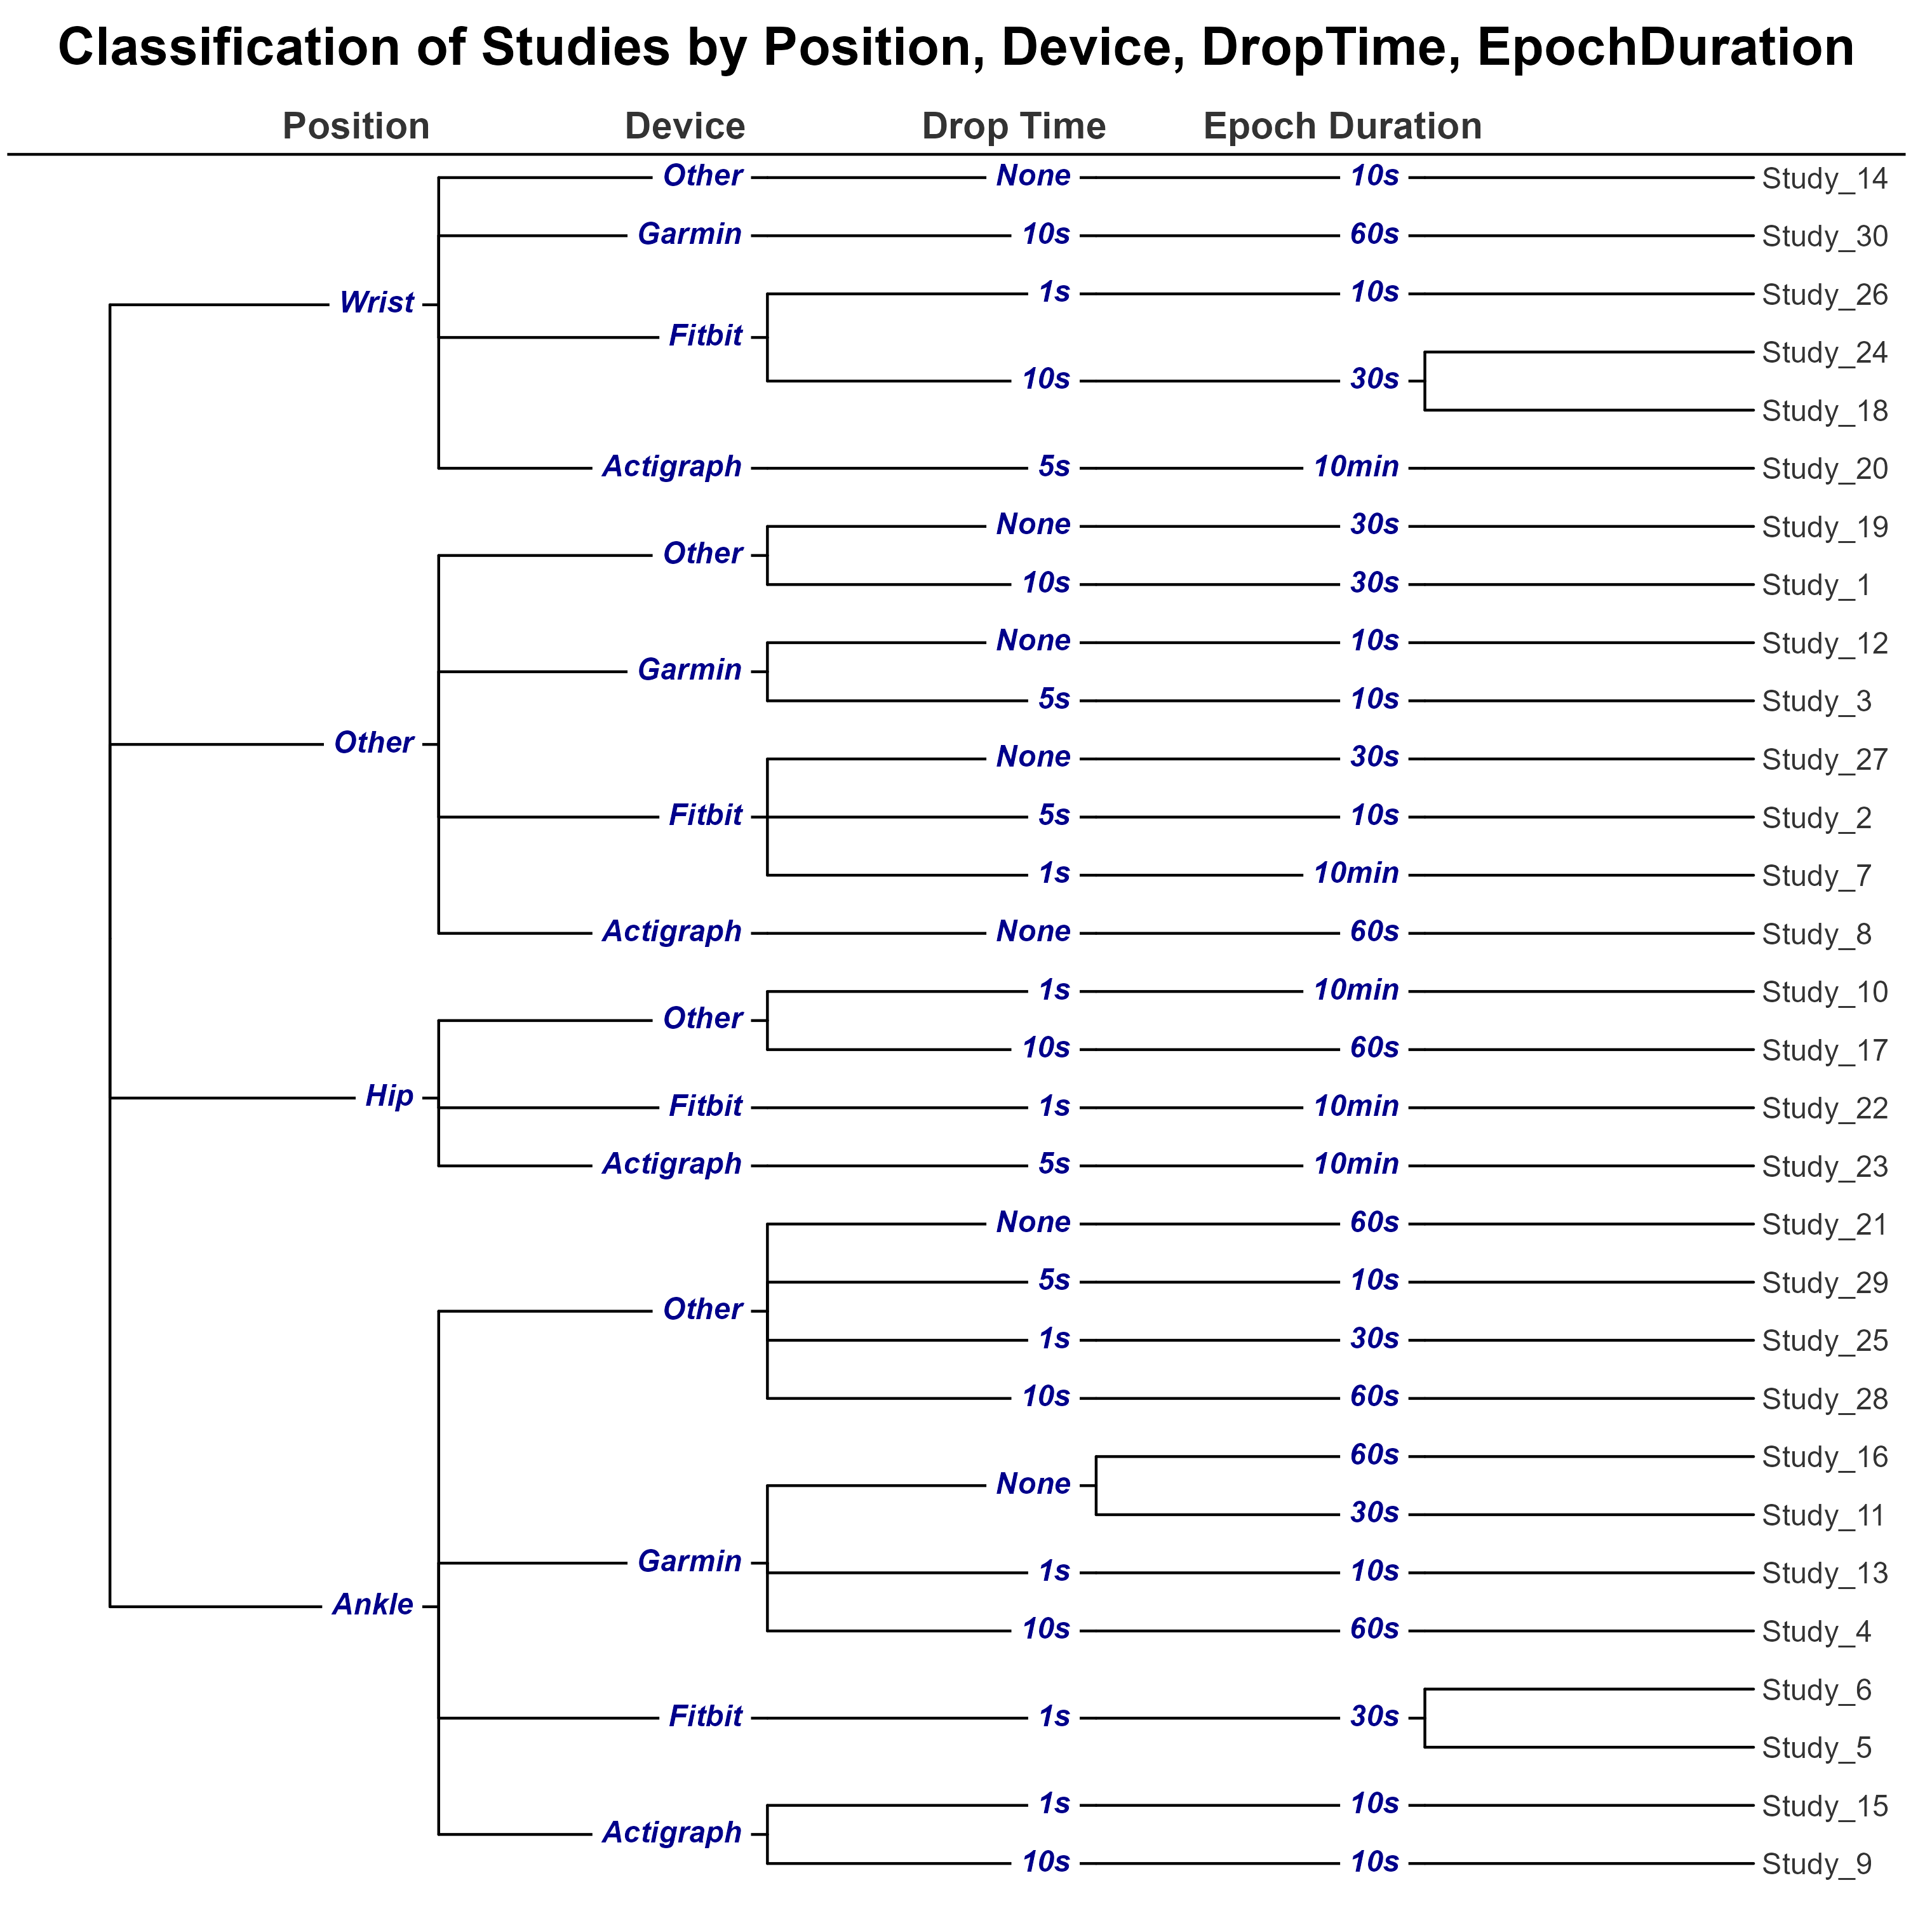 Classification of Studies by Position, Device, DropTime, EpochDuration
Position Device Drop Time Epoch Duration
Other None 10s Study_14
Garmin 10s 60s Study_30
1s 10s Study_26
Wrist
Fitbit
Study_24
10s 30s
Study_18
Actigraph 5s 10min Study_20
None 30s Study_19
Other
10s 30s Study_1
None 10s Study_12
Garmin
5s 10s Study_3
Other
None 30s Study_27
Fitbit 5s 10s Study_2
1s 10min Study_7
Actigraph None 60s Study_8
1s 10min Study_10
Other
10s 60s Study_17
Hip
Fitbit 1s 10min Study_22
Actigraph 5s 10min Study_23
None 60s Study_21
5s 10s Study_29
Other
1s 30s Study_25
10s 60s Study_28
60s Study_16
None
30s Study_11
Garmin
1s 10s Study_13
Ankle
10s 60s Study_4
Study_6
Fitbit 1s 30s
Study_5
1s 10s Study_15
Actigraph
10s 10s Study_9